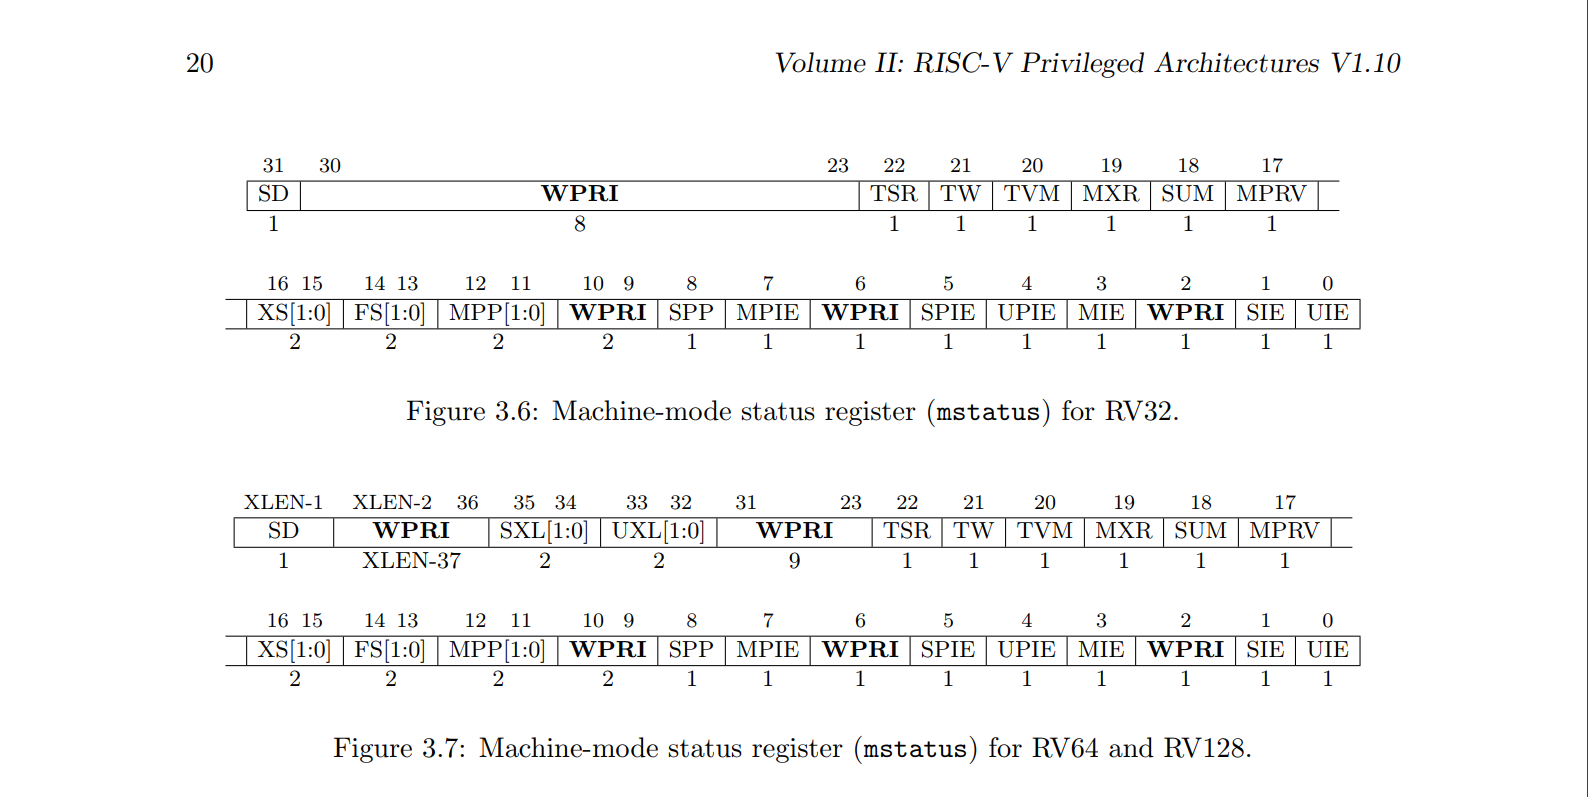 20 Volume II: RISC-V Privileged Architectures V1.10
31 30 23 22 21 20 19 18 17
SD WPRI TSR TW TVM MXR SUM MPRV
1 8 1 1 1 1 1 1
16 15 14 13 12 11 10 9 8 7 6 5 4 3 2 1 0
XS[1:0] FS[1:0] MPP[1:0] WPRI SPP MPIE WPRI SPIE UPIE MIE WPRI SIE UIE
2 2 2 2 1 1 1 1 1 1 1 1 1
Figure 3.6: Machine-mode status register (mstatus) for RV32.
XLEN-1 XLEN-2 36 35 34 33 32 31 23 22 21 20 19 18 17
SD WPRI SXL[1:0] UXL[1:0] WPRI TSR TW TVM MXR SUM MPRV
1 XLEN-37 2 2 9 1 1 1 1 1 1
16 15 14 13 12 11 10 9 8 7 6 5 4 3 2 1 0
XS[1:0] FS[1:0] MPP[1:0] WPRI SPP MPIE WPRI SPIE UPIE MIE WPRI SIE UIE
2 2 2 2 1 1 1 1 1 1 1 1 1
Figure 3.7: Machine-mode status register (mstatus) for RV64 and RV128.